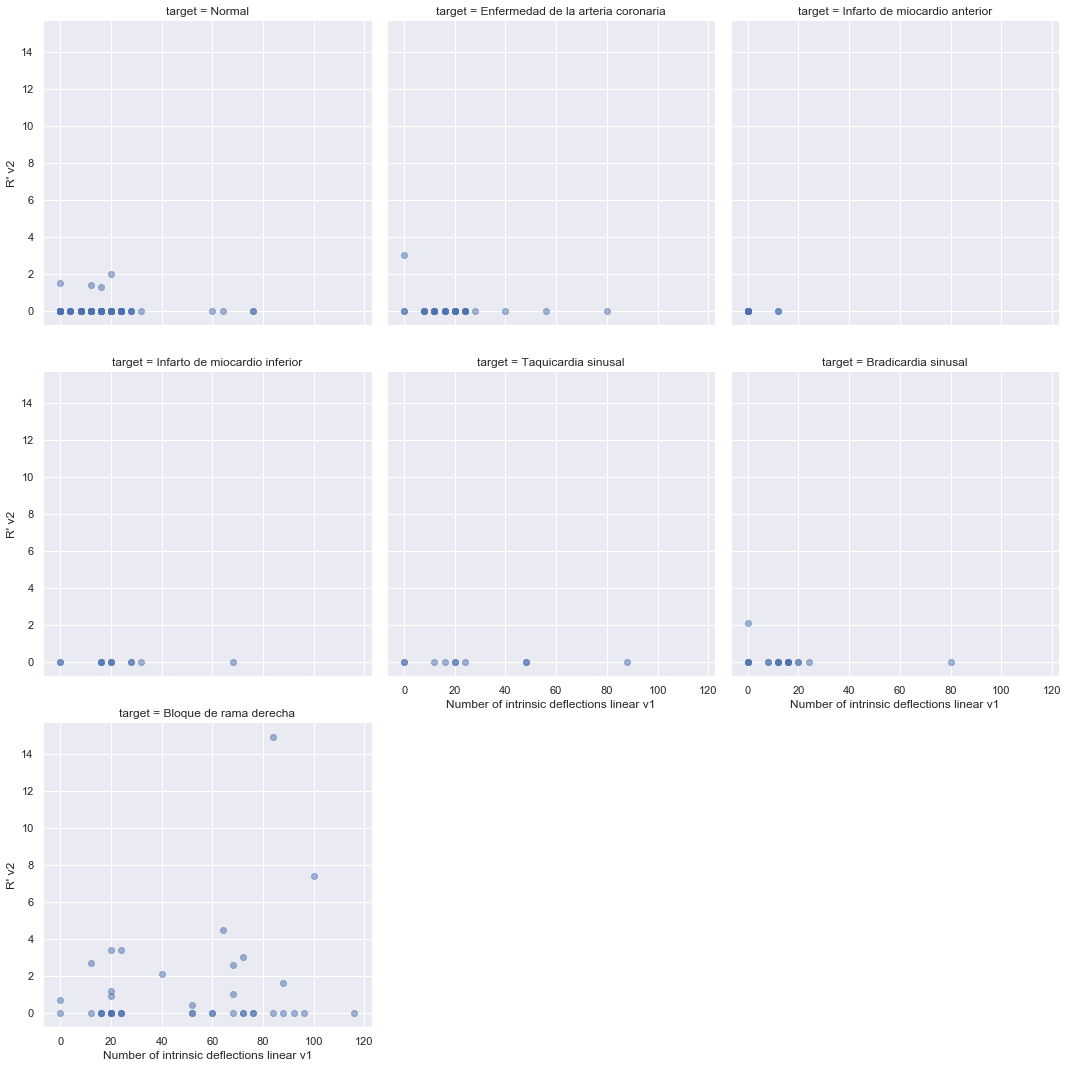 target = Normal
target = Enfermedad de la arteria coronaria
target = Infarto de miocardio anterior
14
12
10
8
6
4
2
0
R' v2
target = Infarto de miocardio inferior
target = Taquicardia sinusal
target = Bradicardia sinusal
14
12
10
8
6
4
2
0
R' v2
0 20 40 60 80 100 120
Number of intrinsic deflections linear v1
0 20 40 60 80 100 120
Number of intrinsic deflections linear v1
target = Bloque de rama derecha
14
12
10
8
6
4
2
0
R' v2
0 20 40 60 80 100 120
Number of intrinsic deflections linear v1